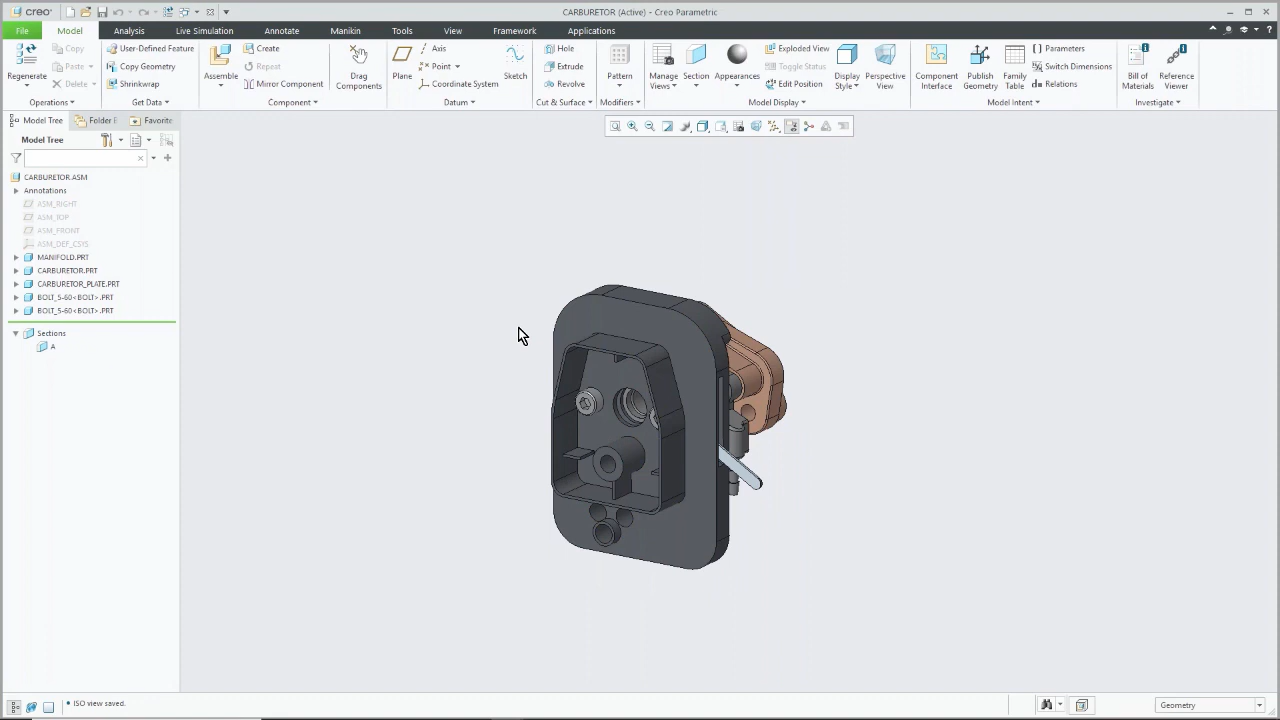 creo
CARBURETOR (Active) - Creo Parametric
File Model Analysis Live Simulation Annotate Manikin Tools View Framework Applications
Regenerate
Copy
Paste
Delete
Operations
User-Defined Feature
Copy Geometry
Shrinkwrap
Get Data
Assemble
Create
Repeat
Mirror Component
Drag
Components
Component
Plane
Axis
Point
Coordinate System
Sketch
Datum
Hole
Extrude
Revolve
Cut & Surface
Pattern
Modifiers
Manage
Views
Section
Appearances
Exploded View
Toggle Status
Edit Position
Display
Style
Perspective
View
Model Display
Component
Interface
Publish
Geometry
Family
Table
Parameters
Switch Dimensions
Relations
Model Intent
Bill of
Materials
Reference
Viewer
Investigate
Model Tree Folder Favorite
Model Tree
CARBURETOR.ASM
Annotations
ASM_RIGHT
ASM_TOP
ASM_FRONT
ASM_DEF_CSYS
MANIFOLD.PRT
CARBURETOR.PRT
CARBURETOR_PLATE.PRT
BOLT_5-60<BOLT>.PRT
BOLT_5-60<BOLT>.PRT
Sections
A
• ISO view saved.
Geometry